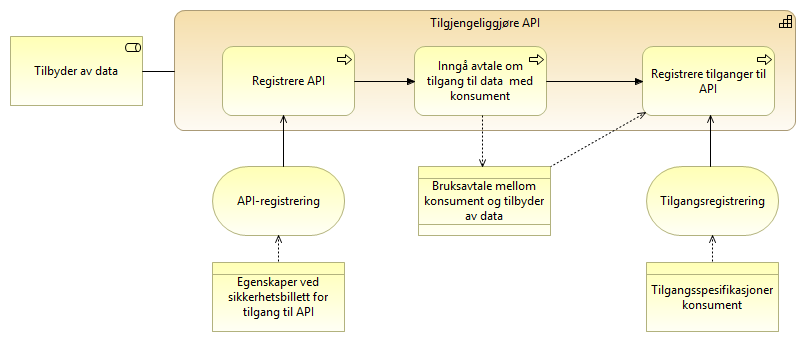 Tilgjengeliggjøre API
Tilbyder av data
Registrere API
Inngå avtale om
tilgang til data  med
konsument
Registrere tilganger til
API
API-registrering
Bruksavtale mellom
konsument og tilbyder
av data
Tilgangsregistrering
Egenskaper ved
sikkerhetsbillett for
tilgang til API
Tilgangsspesifikasjoner
konsument